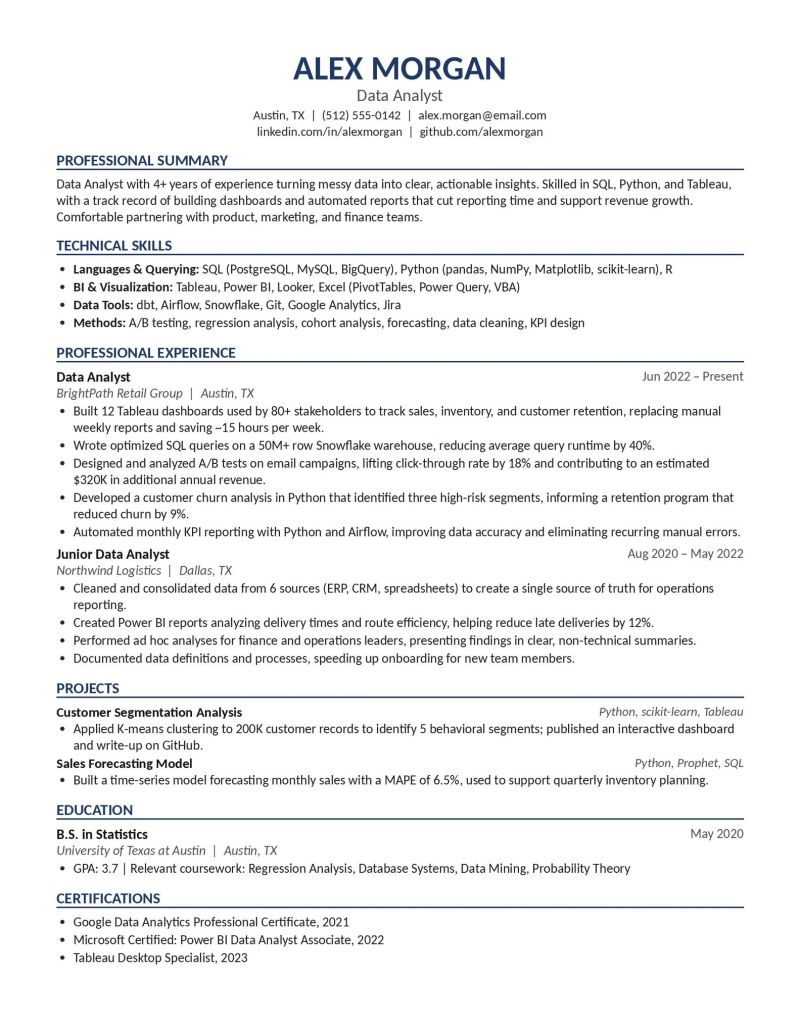 ALEX MORGAN
Data Analyst
Austin, TX | (512) 555-0142 | alex.morgan@email.com
linkedin.com/in/alexmorgan | github.com/alexmorgan
PROFESSIONAL SUMMARY
Data Analyst with 4+ years of experience turning messy data into clear, actionable insights. Skilled in SQL, Python, and Tableau,
with a track record of building dashboards and automated reports that cut reporting time and support revenue growth.
Comfortable partnering with product, marketing, and finance teams.
TECHNICAL SKILLS
• Languages & Querying: SQL (PostgreSQL, MySQL, BigQuery), Python (pandas, NumPy, Matplotlib, scikit-learn), R
• BI & Visualization: Tableau, Power BI, Looker, Excel (PivotTables, Power Query, VBA)
• Data Tools: dbt, Airflow, Snowflake, Git, Google Analytics, Jira
• Methods: A/B testing, regression analysis, cohort analysis, forecasting, data cleaning, KPI design
PROFESSIONAL EXPERIENCE
Data Analyst Jun 2022 – Present
BrightPath Retail Group | Austin, TX
• Built 12 Tableau dashboards used by 80+ stakeholders to track sales, inventory, and customer retention, replacing manual
weekly reports and saving ~15 hours per week.
• Wrote optimized SQL queries on a 50M+ row Snowflake warehouse, reducing average query runtime by 40%.
• Designed and analyzed A/B tests on email campaigns, lifting click-through rate by 18% and contributing to an estimated
$320K in additional annual revenue.
• Developed a customer churn analysis in Python that identified three high-risk segments, informing a retention program that
reduced churn by 9%.
• Automated monthly KPI reporting with Python and Airflow, improving data accuracy and eliminating recurring manual errors.
Junior Data Analyst Aug 2020 – May 2022
Northwind Logistics | Dallas, TX
• Cleaned and consolidated data from 6 sources (ERP, CRM, spreadsheets) to create a single source of truth for operations
reporting.
• Created Power BI reports analyzing delivery times and route efficiency, helping reduce late deliveries by 12%.
• Performed ad hoc analyses for finance and operations leaders, presenting findings in clear, non-technical summaries.
• Documented data definitions and processes, speeding up onboarding for new team members.
PROJECTS
Customer Segmentation Analysis Python, scikit-learn, Tableau
• Applied K-means clustering to 200K customer records to identify 5 behavioral segments; published an interactive dashboard
and write-up on GitHub.
Sales Forecasting Model Python, Prophet, SQL
• Built a time-series model forecasting monthly sales with a MAPE of 6.5%, used to support quarterly inventory planning.
EDUCATION
B.S. in Statistics May 2020
University of Texas at Austin | Austin, TX
• GPA: 3.7 | Relevant coursework: Regression Analysis, Database Systems, Data Mining, Probability Theory
CERTIFICATIONS
• Google Data Analytics Professional Certificate, 2021
• Microsoft Certified: Power BI Data Analyst Associate, 2022
• Tableau Desktop Specialist, 2023